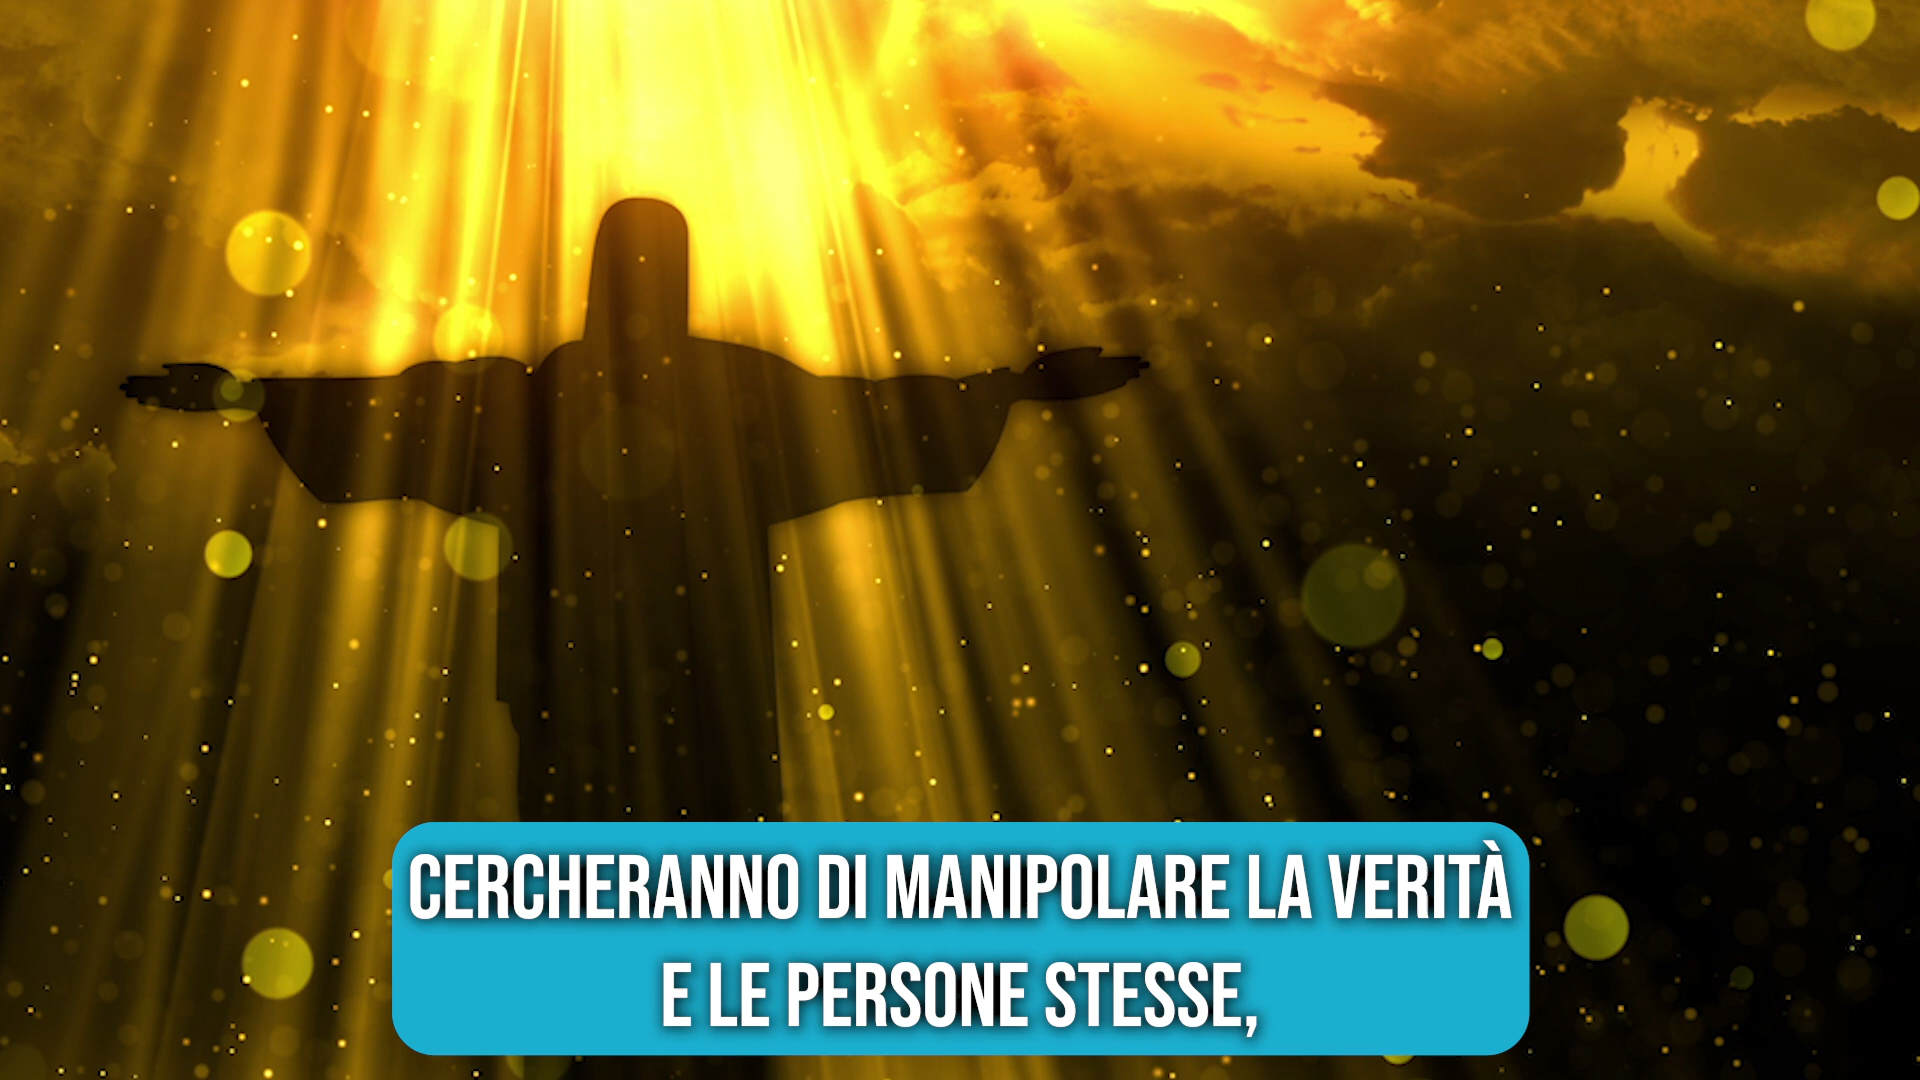 CERCHERANNO DI MANIPOLARE LA VERITÀ
E LE PERSONE STESSE,